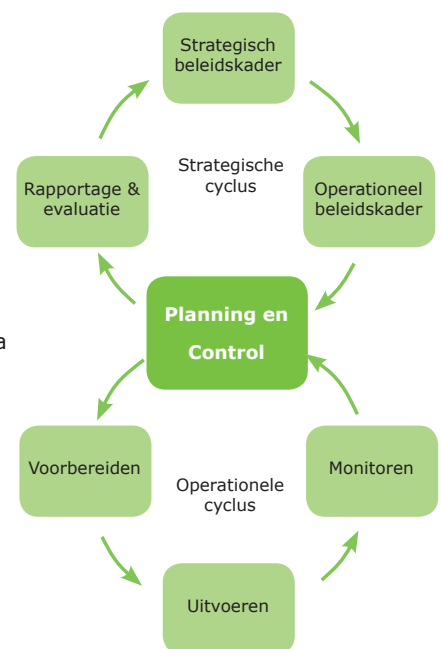 Strategisch
beleidskader
Strategische
cyclus
Rapportage &
evaluatie
Operationeel
beleidskader
Planning en
Control
a
Voorbereiden
Monitoren
Operationele
cyclus
Uitvoeren